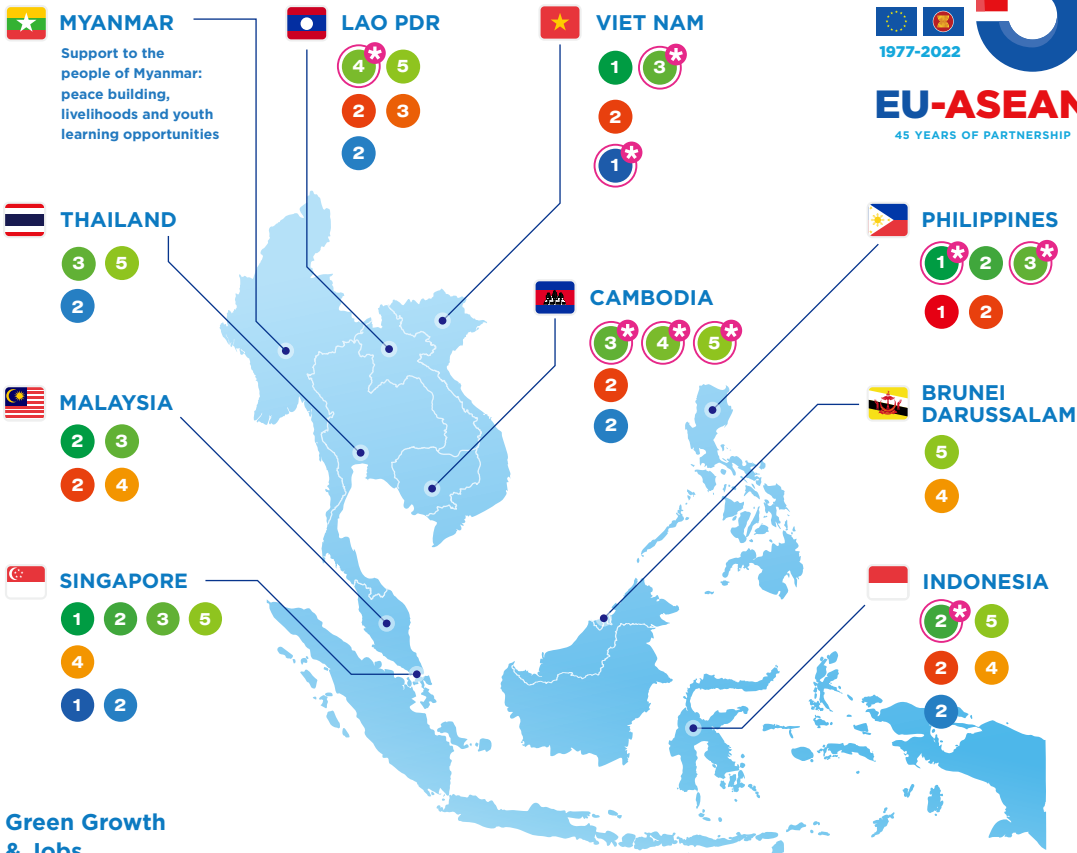 MYANMAR
Support to the
people of Myanmar:
peace building,
livelihoods and youth
learning opportunities
LAO PDR
4 * 5
2 3
2
VIET NAM
1 3 *
2
1 *
1977-2022
EU-ASEAN
45 YEARS OF PARTNERSHIP
THAILAND
3 5
2
CAMBODIA
3 * 4 * 5 *
2
2
PHILIPPINES
1 * 2 3 *
1 2
MALAYSIA
2 3
2 4
BRUNEI
DARUSSALAM
5
4
SINGAPORE
1 2 3 5
4
1 2
INDONESIA
2 * 5
2 4
2
Green Growth
& Jobs